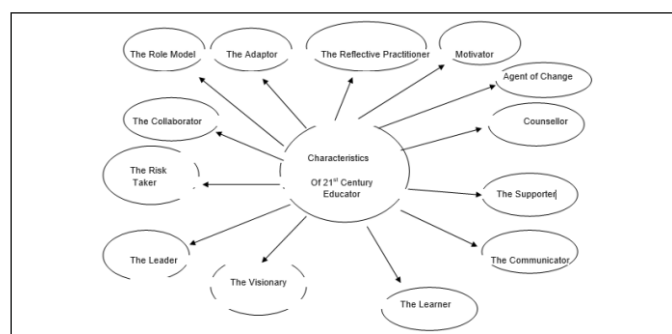 The Role Model
The Adaptor
The Reflective Practitioner
Motivator
Agent of Change
The Collaborator
Counsellor
Characteristics
Of 21st Century
Educator
The Risk
Taker
The Supporter
The Leader
The Visionary
The Communicator
The Learner